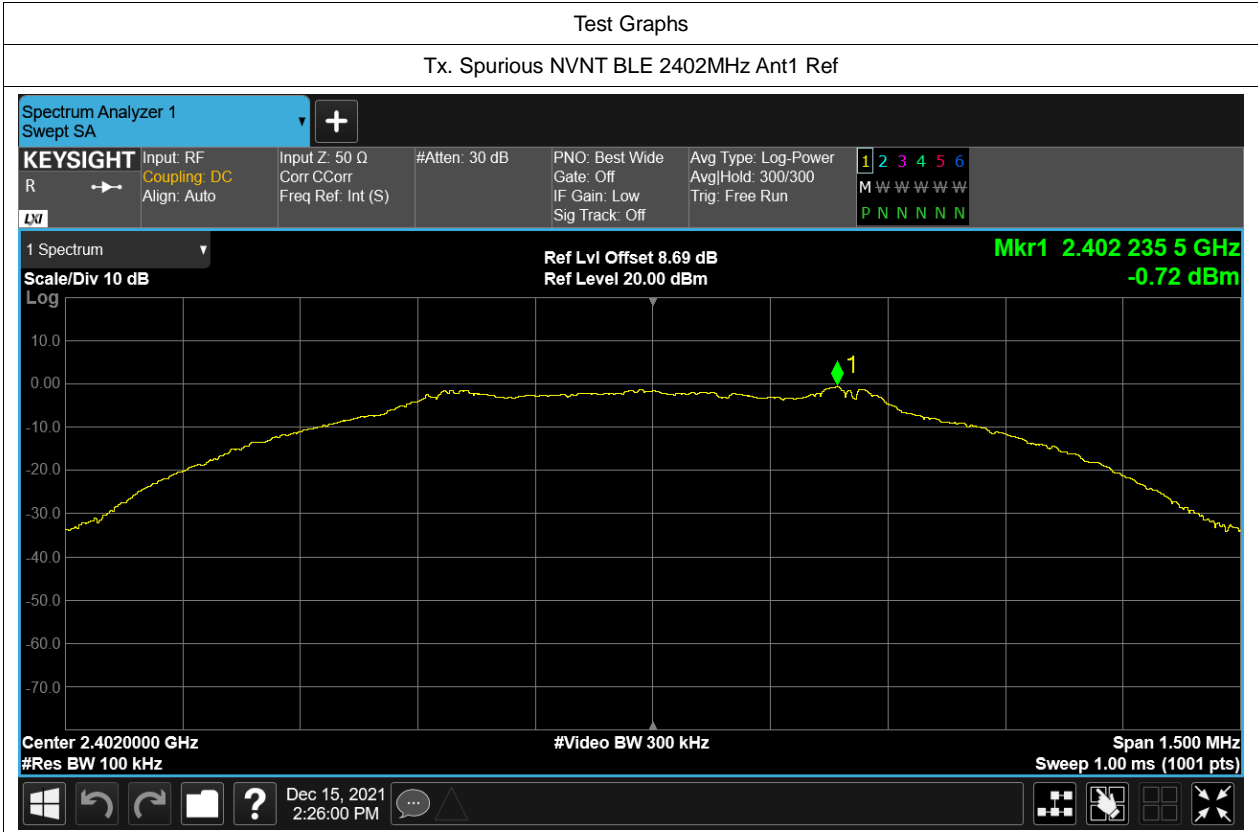 Test Graphs
Tx. Spurious NVNT BLE 2402MHz Ant1 Ref
Spectrum Analyzer 1
Swept SA
KEYSIGHT
R
LXI
Input: RF
Coupling: DC
Align: Auto
Input Z: 50 Ω
Corr CCorr
Freq Ref: Int (S)
#Atten: 30 dB
PNO: Best Wide
Gate: Off
IF Gain: Low
Sig Track: Off
Avg Type: Log-Power
Avg|Hold: 300/300
Trig: Free Run
1 2 3 4 5 6
M W W W W W
P N N N N N
1 Spectrum
Scale/Div 10 dB
Ref Lvl Offset 8.69 dB
Ref Level 20.00 dBm
Mkr1 2.402 235 5 GHz
-0.72 dBm
Log
10.0
0.00
-10.0
-20.0
-30.0
-40.0
-50.0
-60.0
-70.0
1
Center 2.4020000 GHz
#Res BW 100 kHz
#Video BW 300 kHz
Span 1.500 MHz
Sweep 1.00 ms (1001 pts)
?
Dec 15, 2021
2:26:00 PM